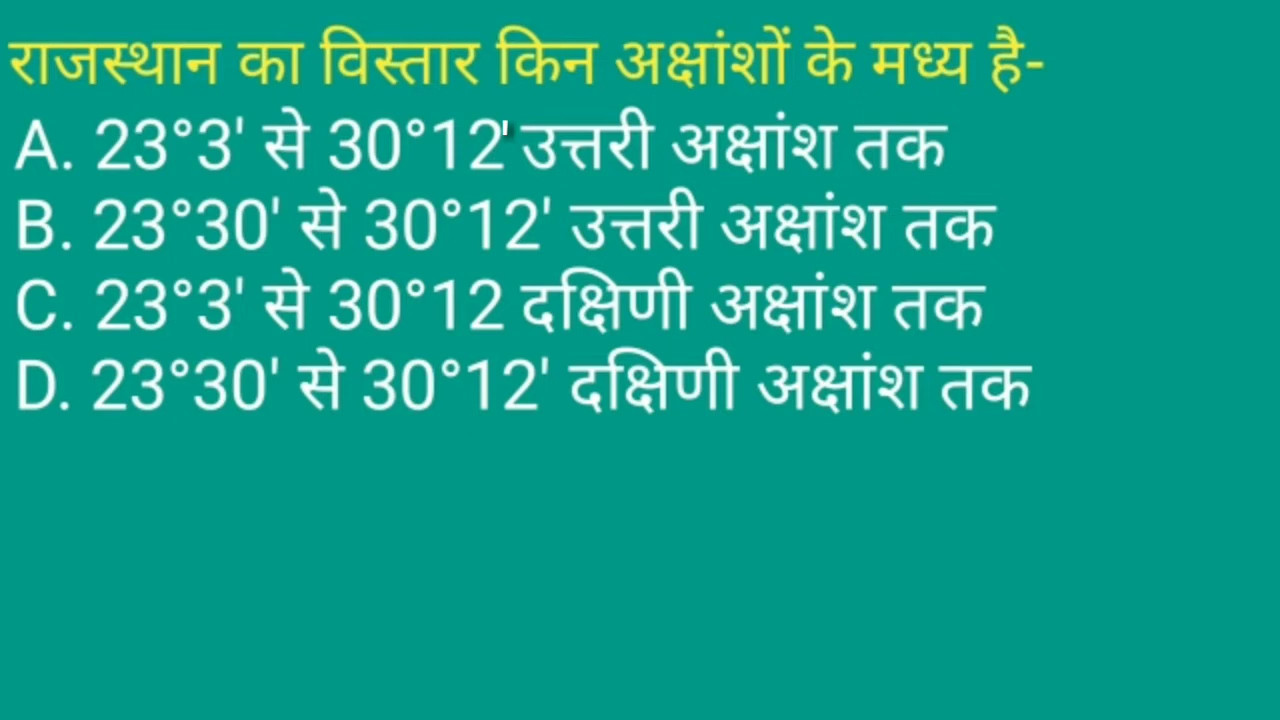 राजस्थान का विस्तार किन अक्षांशों के मध्य है-
A. 23°3' से 30°12' उत्तरी अक्षांश तक
B. 23°30' से 30°12' उत्तरी अक्षांश तक
C. 23°3' से 30°12 दक्षिणी अक्षांश तक
D. 23°30' से 30°12' दक्षिणी अक्षांश तक